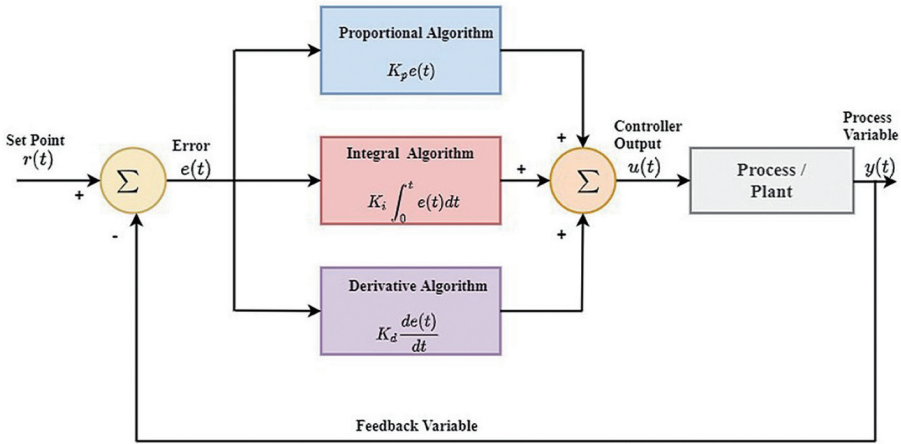 Proportional Algorithm
K_p e(t)
Set Point
r(t)
+
-
Σ
Error
e(t)
Integral Algorithm
K_i ∫_0^t e(t)dt
Derivative Algorithm
K_d de(t)/dt
+
+
+
Σ
Controller
Output
u(t)
Process /
Plant
Process
Variable
y(t)
Feedback Variable